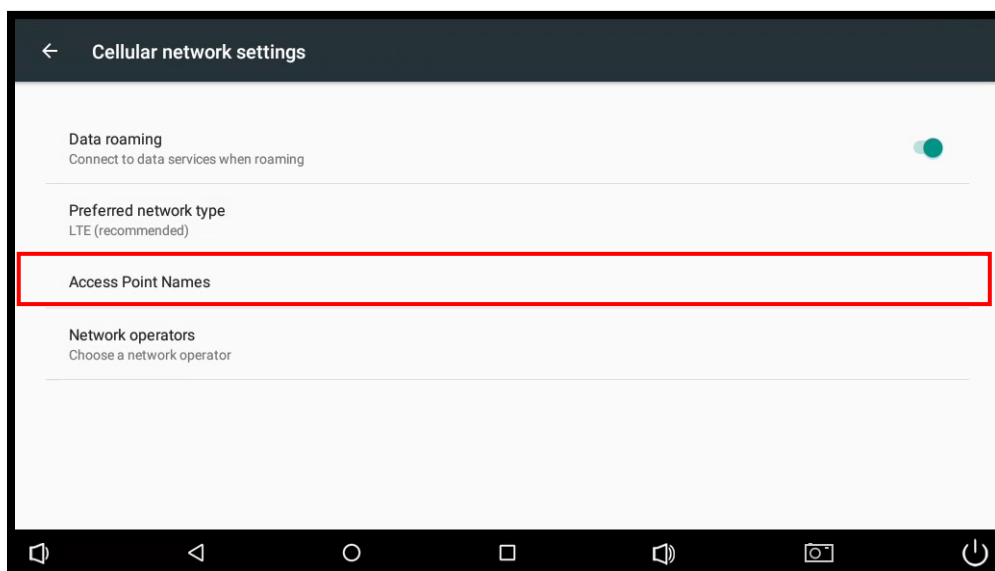 Cellular network settings
Data roaming
Connect to data services when roaming
Preferred network type
LTE (recommended)
Access Point Names
Network operators
Choose a network operator